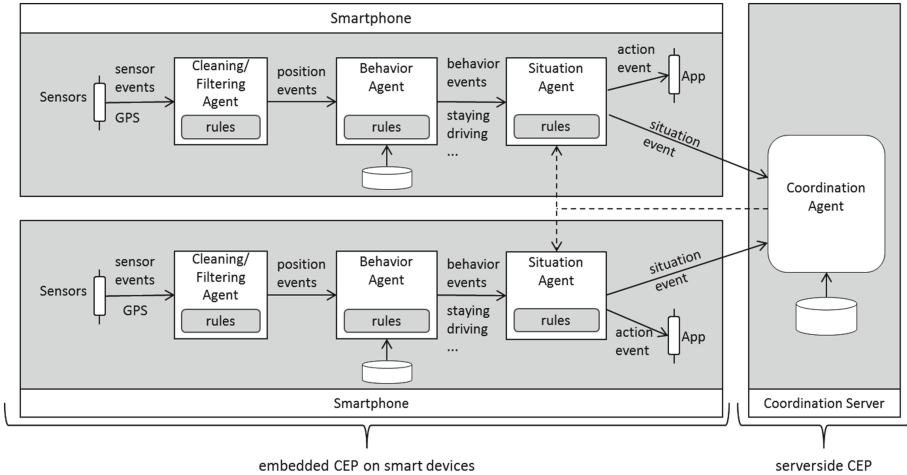 Smartphone
Sensors
sensor
events
GPS
Cleaning/
Filtering
Agent
rules
position
events
Behavior
Agent
rules
behavior
events
staying
driving
...
Situation
Agent
rules
action
event
App
situation
event
Coordination
Agent
Sensors
sensor
events
GPS
Cleaning/
Filtering
Agent
rules
position
events
Behavior
Agent
rules
behavior
events
staying
driving
...
Situation
Agent
rules
situation
event
action
event
App
Smartphone
Coordination Server
embedded CEP on smart devices
serverside CEP